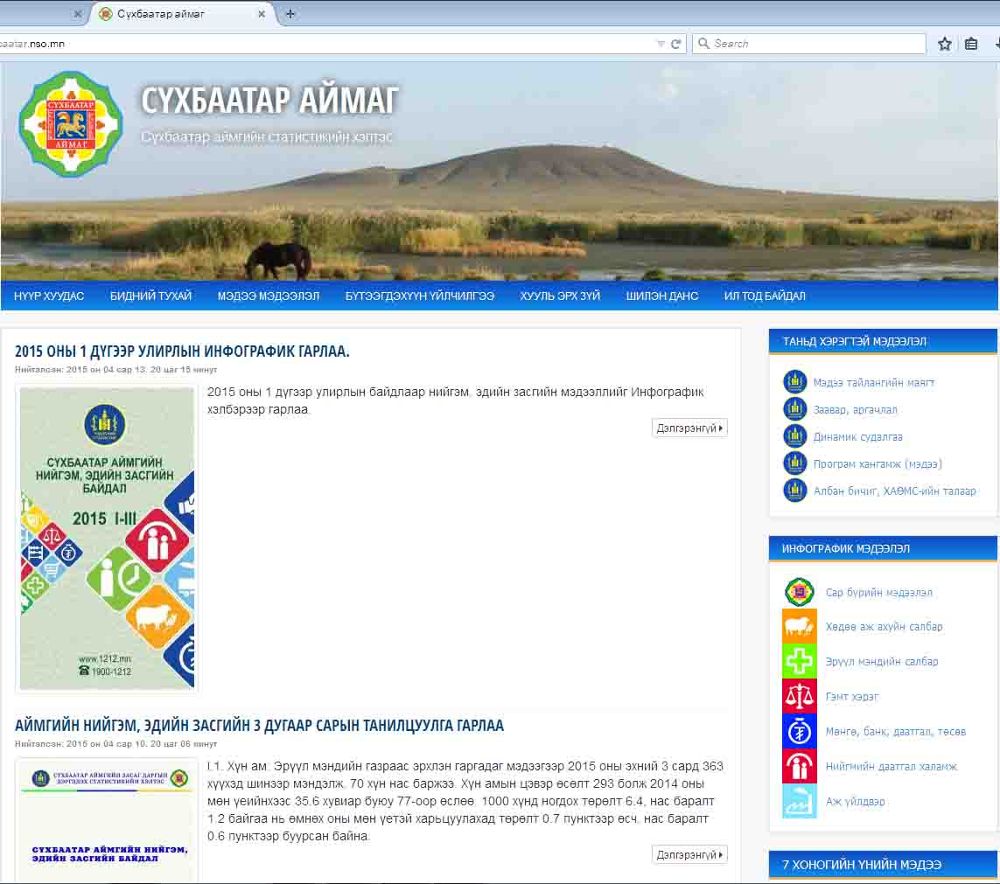 Сүхбаатар аймаг
.nso.mn
Search
СҮХБААТАР
АЙМАГ
СҮХБААТАР АЙМАГ
Сүхбаатар аймгийн статистикийн хэлтэс
НҮҮР ХУУДАС БИДНИЙ ТУХАЙ МЭДЭЭ МЭДЭЭЛЭЛ БҮТЭЭГДЭХҮҮН ҮЙЛЧИЛГЭЭ ХУУЛЬ ЭРХ ЗҮЙ ШИЛЭН ДАНС ИЛ ТОД БАЙДАЛ
2015 ОНЫ 1 ДҮГЭЭР УЛИРЛЫН ИНФОГРАФИК ГАРЛАА.
Нийтэлсэн: 2015 он 04 сар 13. 20 цаг 15 минут
СҮХБААТАР АЙМГИЙН
НИЙГЭМ, ЭДИЙН ЗАСГИЙН
БАЙДАЛ
2015 I-III
www.1212.mn
1900-1212
2015 оны 1 дүгээр улирлын байдлаар нийгэм, эдийн засгийн мэдээллийг Инфографик
хэлбэрээр гарлаа.
Дэлгэрэнгүй
АЙМГИЙН НИЙГЭМ, ЭДИЙН ЗАСГИЙН 3 ДУГААР САРЫН ТАНИЛЦУУЛГА ГАРЛАА
Нийтэлсэн: 2015 он 04 сар 10. 20 цаг 06 минут
СҮХБААТАР АЙМГИЙН ЗАСАГ ДАРГЫН
ДЭРГЭДЭХ СТАТИСТИКИЙН ХЭЛТЭС
СҮХБААТАР АЙМГИЙН НИЙГЭМ,
ЭДИЙН ЗАСГИЙН БАЙДАЛ
I.1. Хүн ам: Эрүүл мэндийн газраас эрхлэн гаргадаг мэдээгээр 2015 оны эхний 3 сард 363
хүүхэд шинээр мэндэлж, 70 хүн нас баржээ. Хүн амын цэвэр өсөлт 293 болж 2014 оны
мөн үеийнхээс 35.6 хувиар буюу 77-оор өслөө. 1000 хүнд ногдох төрөлт 6.4, нас баралт
1.2 байгаа нь өмнөх оны мөн үетэй харьцуулахад төрөлт 0.7 пунктээр өсч, нас баралт
0.6 пунктээр буурсан байна.
Дэлгэрэнгүй
ТАНЬД ХЭРЭГТЭЙ МЭДЭЭЛЭЛ
Мэдээ тайлангийн маягт
Заавар, аргачлал
Динамик судалгаа
Програм хангамж (мэдээ)
Албан бичиг, ХАӨМС-ийн талаар
ИНФОГРАФИК МЭДЭЭЛЭЛ
Сар бүрийн мэдээлэл
Хөдөө аж ахуйн салбар
Эрүүл мэндийн салбар
Гэмт хэрэг
Мөнгө, банк, даатгал, төсөв
Нийгмийн даатгал халамж
Аж үйлдвэр
7 ХОНОГИЙН ҮНИЙН МЭДЭЭ